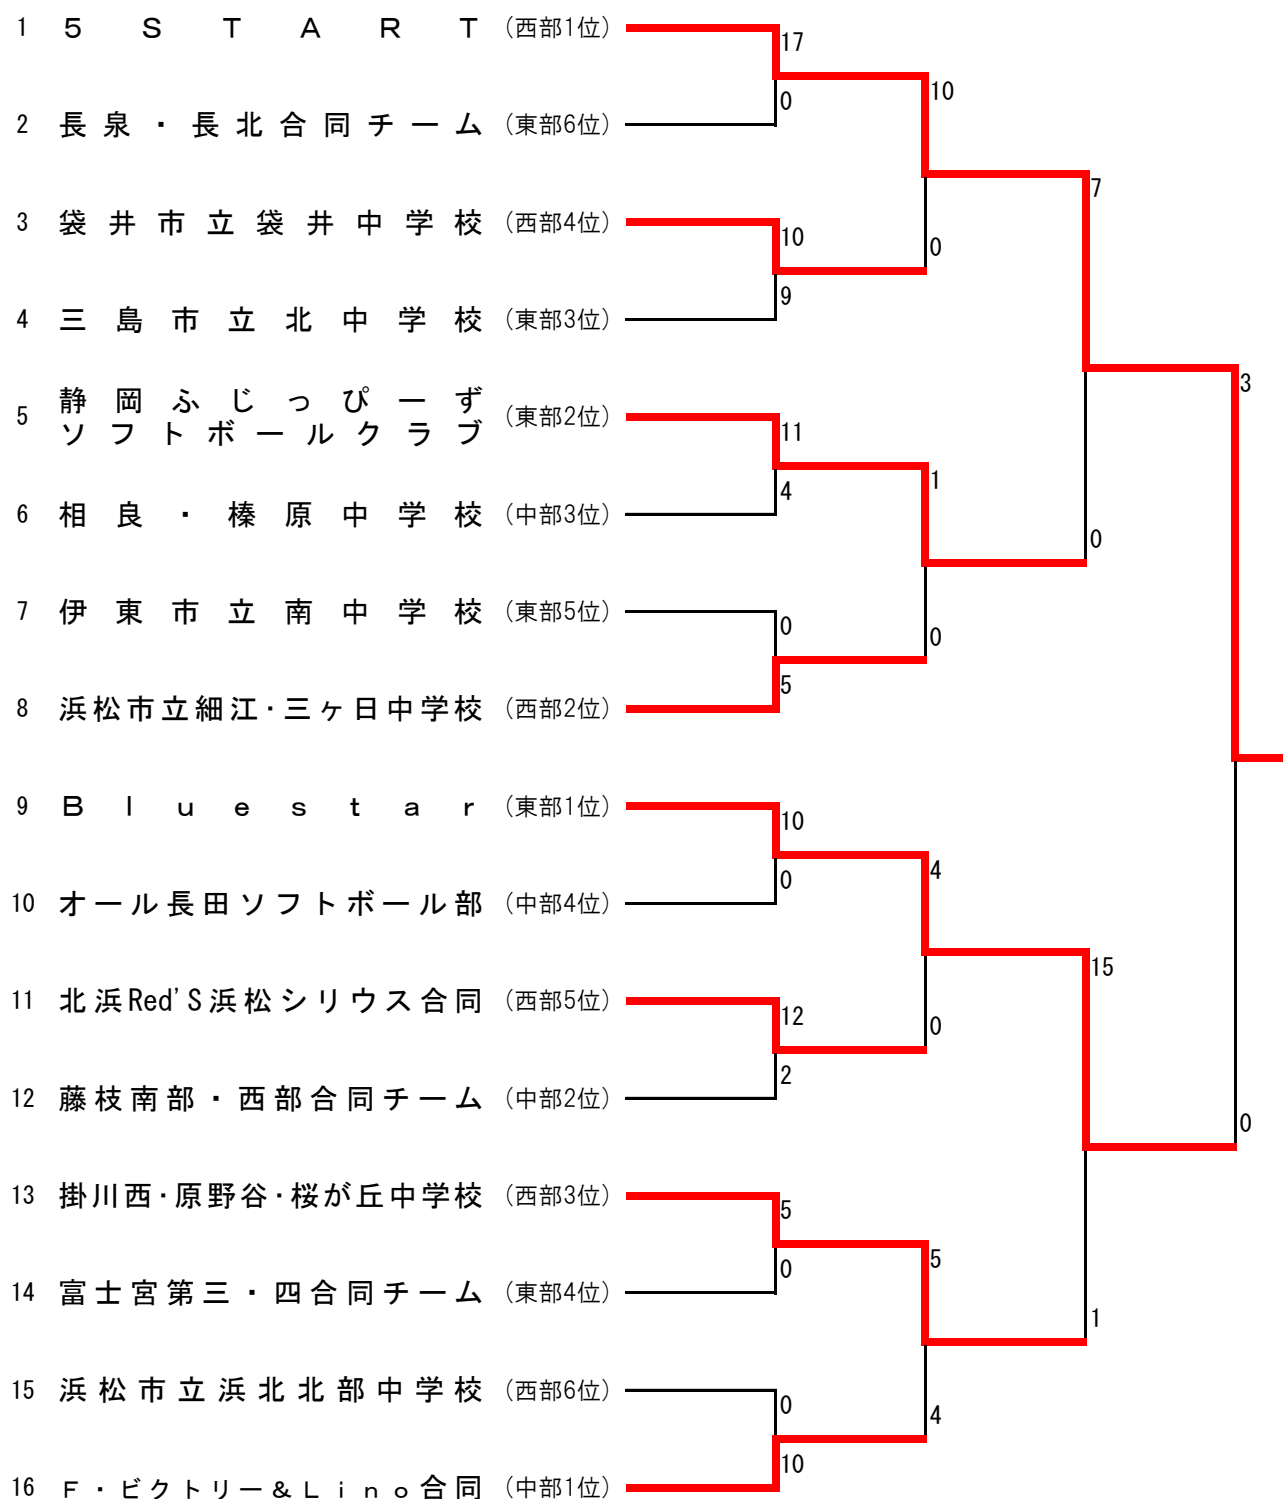 1 5START (西部1位)
17
0
10
2 長泉・長北合同チーム (東部6位)
7
3 袋井市立袋井中学校 (西部4位)
10
0
9
4 三島市立北中学校 (東部3位)
3
5 静岡ふじっぴーず
ソフトボールクラブ (東部2位)
11
1
4
6 相良・榛原中学校 (中部3位)
0
7 伊東市立南中学校 (東部5位)
0
0
5
8 浜松市立細江・三ヶ日中学校 (西部2位)
9 Bluestar (東部1位)
10
4
0
10 オール長田ソフトボール部 (中部4位)
15
11 北浜Red'S浜松シリウス合同 (西部5位)
12
0
2
12 藤枝南部・西部合同チーム (中部2位)
0
13 掛川西・原野谷・桜が丘中学校 (西部3位)
5
5
0
14 富士宮第三・四合同チーム (東部4位)
1
15 浜松市立浜北北部中学校 (西部6位)
0
4
10
16 F・ビクトリー&Lino合同 (中部1位)